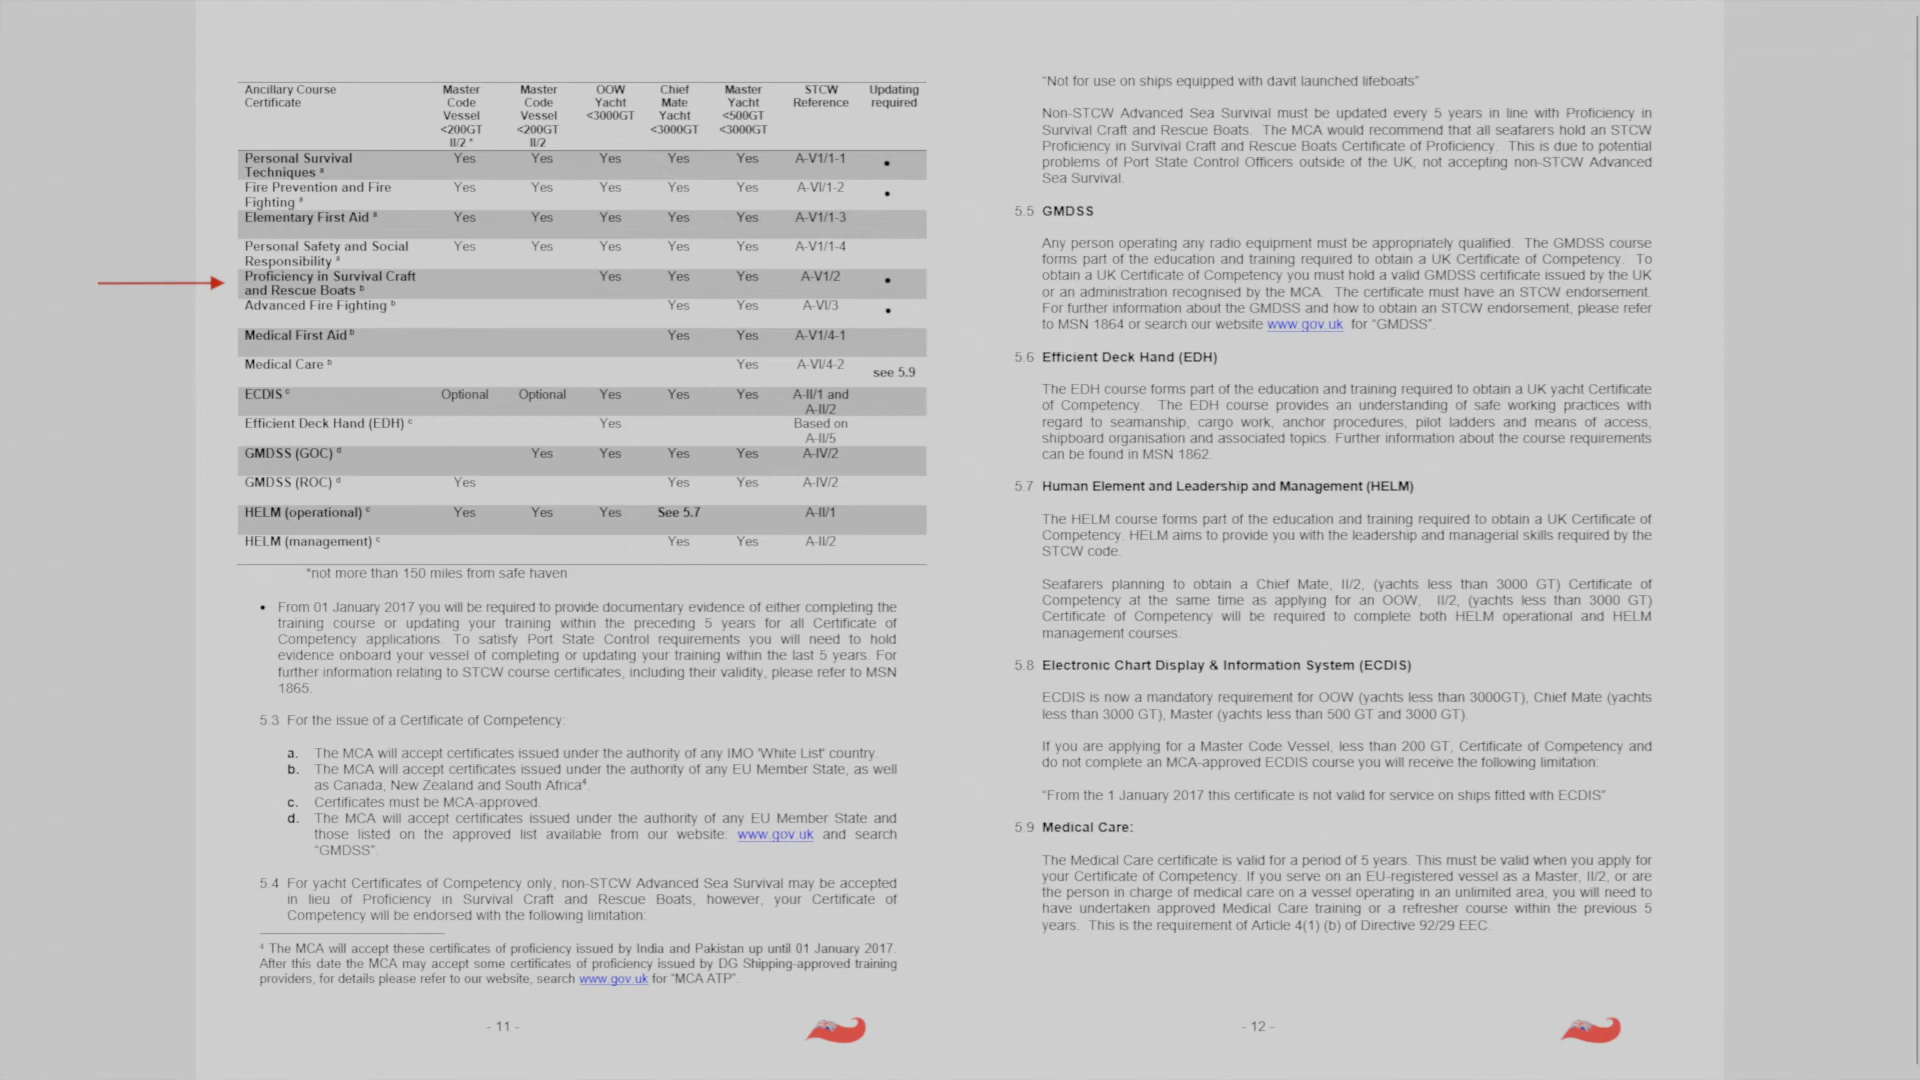 Ancillary Course Certificate | Master Code Vessel <200GT II/2 * | Master Code Vessel <200GT II/2 | OOW Yacht <3000GT | Chief Mate Yacht <3000GT | Master Yacht <500GT <3000GT | STCW Reference | Updating required
Personal Survival Techniques ª Yes Yes Yes Yes Yes A-V1/1-1 •
Fire Prevention and Fire Fighting ª Yes Yes Yes Yes Yes A-VI/1-2 •
Elementary First Aid ª Yes Yes Yes Yes Yes A-V1/1-3
Personal Safety and Social Responsibility ª Yes Yes Yes Yes Yes A-V1/1-4
Proficiency in Survival Craft and Rescue Boats ᵇ Yes Yes Yes A-V1/2 •
Advanced Fire Fighting ᵇ Yes Yes A-VI/3 •
Medical First Aid ᵇ Yes Yes A-V1/4-1
Medical Care ᵇ Yes A-VI/4-2 see 5.9
ECDIS ᶜ Optional Optional Yes Yes Yes A-II/1 and A-II/2
Efficient Deck Hand (EDH) ᶜ Yes Based on A-II/5
GMDSS (GOC) ᵈ Yes Yes Yes Yes A-IV/2
GMDSS (ROC) ᵈ Yes Yes Yes A-IV/2
HELM (operational) ᶜ Yes Yes Yes See 5.7 A-II/1
HELM (management) ᶜ Yes Yes A-II/2
*not more than 150 miles from safe haven
• From 01 January 2017 you will be required to provide documentary evidence of either completing the
training course or updating your training within the preceding 5 years for all Certificate of
Competency applications. To satisfy Port State Control requirements you will need to hold
evidence onboard your vessel of completing or updating your training within the last 5 years. For
further information relating to STCW course certificates, including their validity, please refer to MSN
1865.
5.3 For the issue of a Certificate of Competency:
a. The MCA will accept certificates issued under the authority of any IMO 'White List' country.
b. The MCA will accept certificates issued under the authority of any EU Member State, as well
as Canada, New Zealand and South Africa⁴.
c. Certificates must be MCA-approved.
d. The MCA will accept certificates issued under the authority of any EU Member State and
those listed on the approved list available from our website: www.gov.uk and search
“GMDSS”.
5.4 For yacht Certificates of Competency only, non-STCW Advanced Sea Survival may be accepted
in lieu of Proficiency in Survival Craft and Rescue Boats, however, your Certificate of
Competency will be endorsed with the following limitation:
⁴ The MCA will accept these certificates of proficiency issued by India and Pakistan up until 01 January 2017.
After this date the MCA may accept some certificates of proficiency issued by DG Shipping-approved training
providers, for details please refer to our website, search www.gov.uk for “MCA ATP”.
- 11 -
“Not for use on ships equipped with davit launched lifeboats”
Non-STCW Advanced Sea Survival must be updated every 5 years in line with Proficiency in
Survival Craft and Rescue Boats. The MCA would recommend that all seafarers hold an STCW
Proficiency in Survival Craft and Rescue Boats Certificate of Proficiency. This is due to potential
problems of Port State Control Officers outside of the UK, not accepting non-STCW Advanced
Sea Survival.
5.5 GMDSS
Any person operating any radio equipment must be appropriately qualified. The GMDSS course
forms part of the education and training required to obtain a UK Certificate of Competency. To
obtain a UK Certificate of Competency you must hold a valid GMDSS certificate issued by the UK
or an administration recognised by the MCA. The certificate must have an STCW endorsement.
For further information about the GMDSS and how to obtain an STCW endorsement, please refer
to MSN 1864 or search our website www.gov.uk for “GMDSS”.
5.6 Efficient Deck Hand (EDH)
The EDH course forms part of the education and training required to obtain a UK yacht Certificate
of Competency. The EDH course provides an understanding of safe working practices with
regard to seamanship, cargo work, anchor procedures, pilot ladders and means of access,
shipboard organisation and associated topics. Further information about the course requirements
can be found in MSN 1862.
5.7 Human Element and Leadership and Management (HELM)
The HELM course forms part of the education and training required to obtain a UK Certificate of
Competency. HELM aims to provide you with the leadership and managerial skills required by the
STCW code.
Seafarers planning to obtain a Chief Mate, II/2, (yachts less than 3000 GT) Certificate of
Competency at the same time as applying for an OOW, II/2, (yachts less than 3000 GT)
Certificate of Competency will be required to complete both HELM operational and HELM
management courses.
5.8 Electronic Chart Display & Information System (ECDIS)
ECDIS is now a mandatory requirement for OOW (yachts less than 3000GT), Chief Mate (yachts
less than 3000 GT), Master (yachts less than 500 GT and 3000 GT).
If you are applying for a Master Code Vessel, less than 200 GT, Certificate of Competency and
do not complete an MCA-approved ECDIS course you will receive the following limitation:
“From the 1 January 2017 this certificate is not valid for service on ships fitted with ECDIS”
5.9 Medical Care:
The Medical Care certificate is valid for a period of 5 years. This must be valid when you apply for
your Certificate of Competency. If you serve on an EU-registered vessel as a Master, II/2, or are
the person in charge of medical care on a vessel operating in an unlimited area, you will need to
have undertaken approved Medical Care training or a refresher course within the previous 5
years. This is the requirement of Article 4(1) (b) of Directive 92/29 EEC.
- 12 -